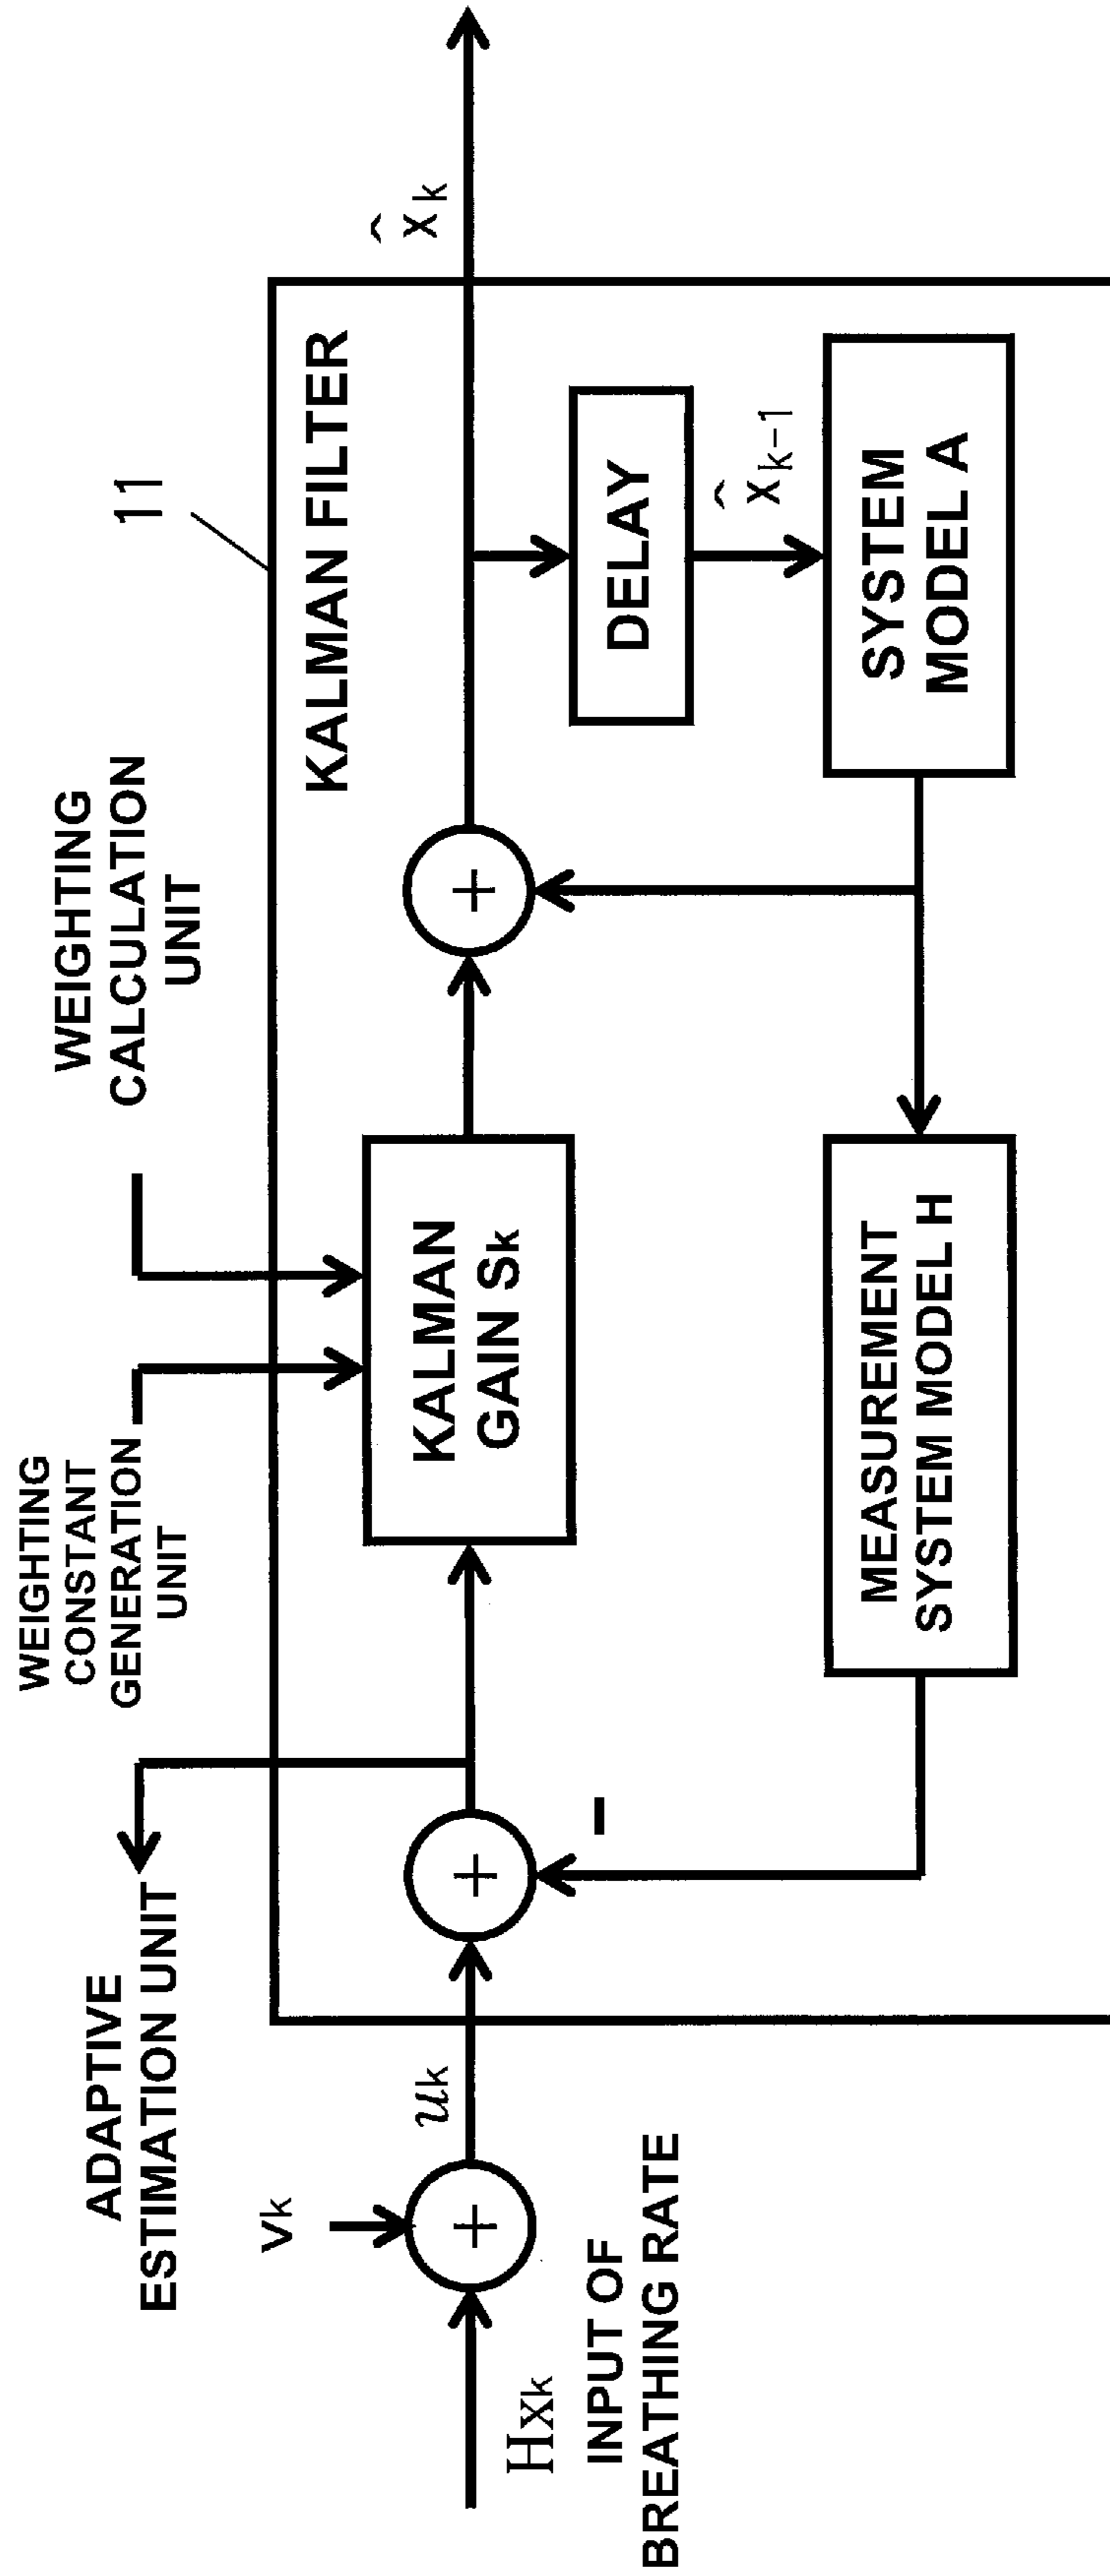 WEIGHTING
CONSTANT
GENERATION
UNIT
WEIGHTING
CALCULATION
UNIT
ADAPTIVE
ESTIMATION UNIT
11
KALMAN FILTER
vk
uk
Hxk
INPUT OF
BREATHING RATE
+
+
−
KALMAN
GAIN Sk
+
x̂k
DELAY
x̂k−1
SYSTEM
MODEL A
MEASUREMENT
SYSTEM MODEL H